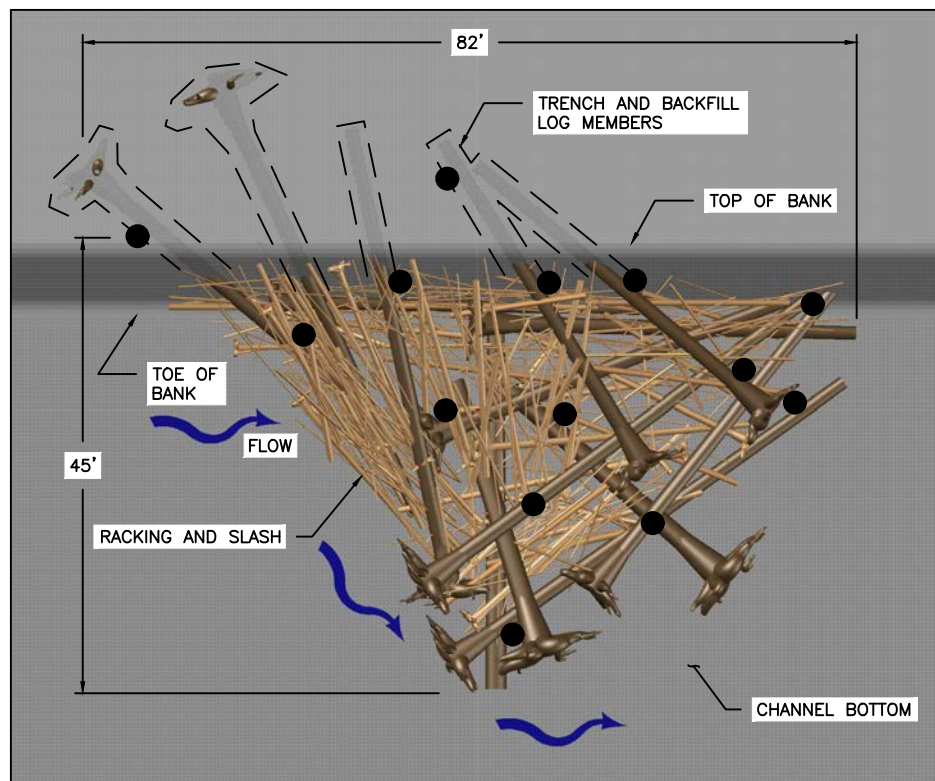 82'
TRENCH AND BACKFILL
LOG MEMBERS
TOP OF BANK
TOE OF
BANK
FLOW
45'
RACKING AND SLASH
CHANNEL BOTTOM